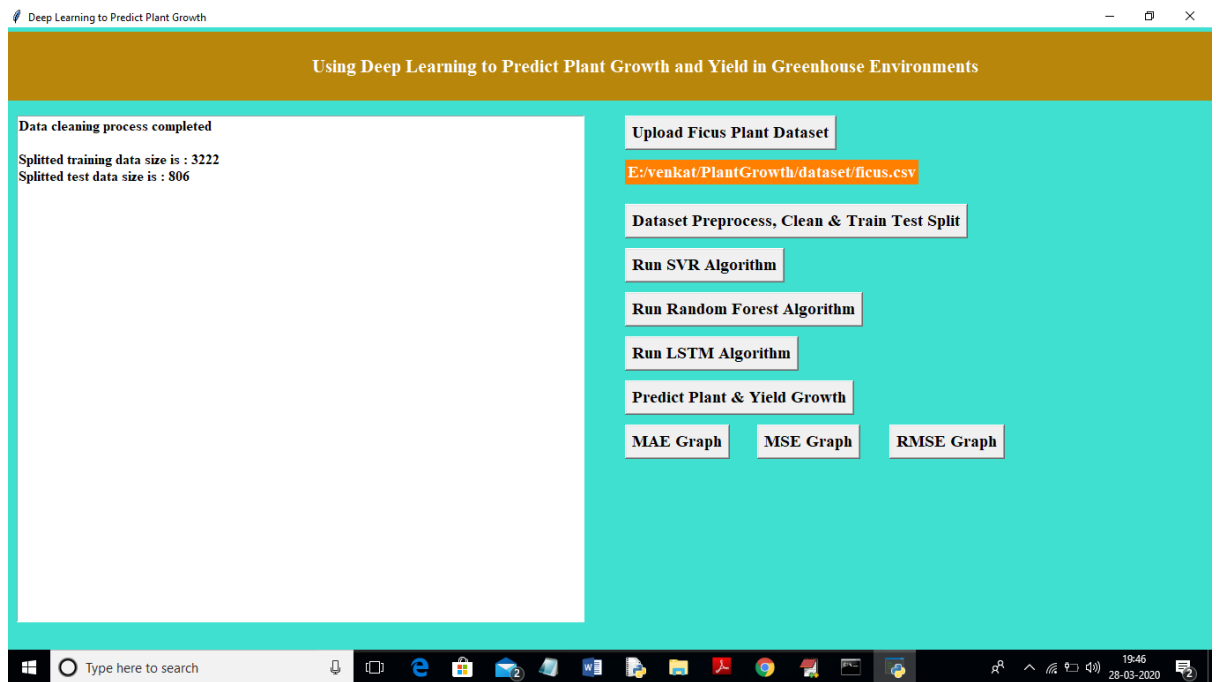 Deep Learning to Predict Plant Growth
Using Deep Learning to Predict Plant Growth and Yield in Greenhouse Environments
Data cleaning process completed
Splitted training data size is : 3222
Splitted test data size is : 806
Upload Ficus Plant Dataset
E:/venkat/PlantGrowth/dataset/ficus.csv
Dataset Preprocess, Clean & Train Test Split
Run SVR Algorithm
Run Random Forest Algorithm
Run LSTM Algorithm
Predict Plant & Yield Growth
MAE Graph MSE Graph RMSE Graph
Type here to search
2
19:46
28-03-2020
2